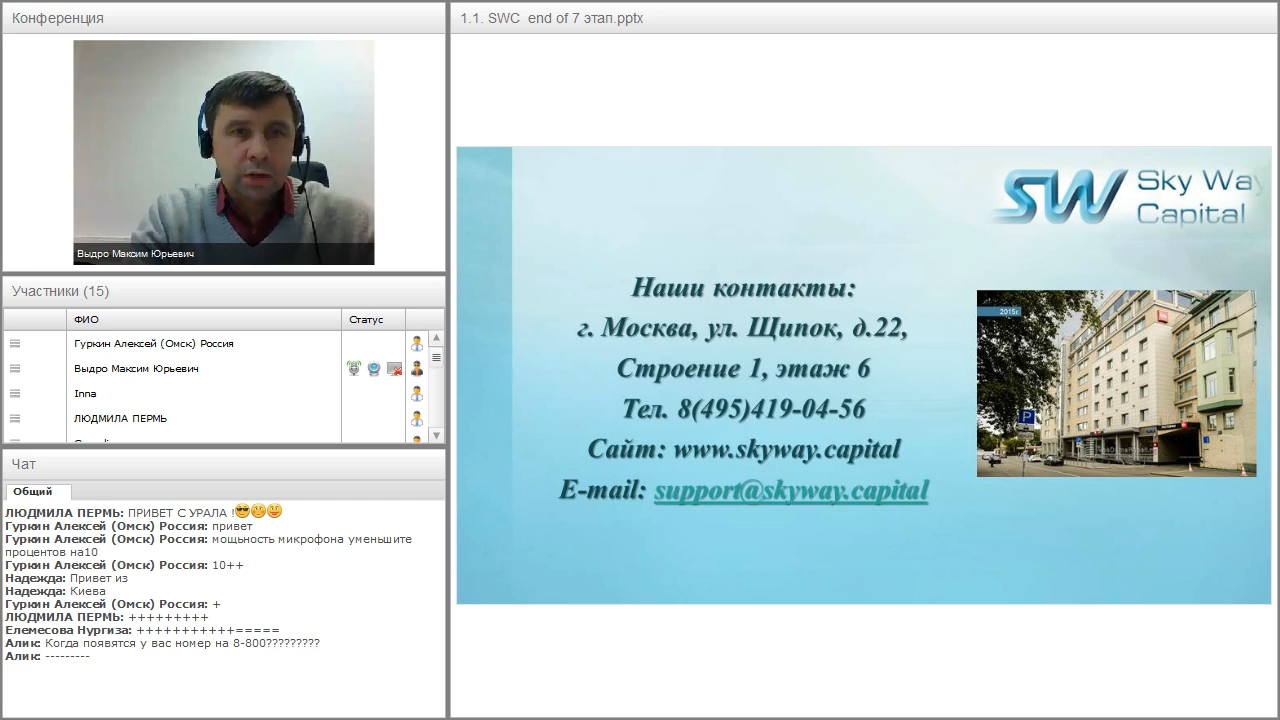 Конференция
Выдро Максим Юрьевич
Участники (15)
ФИО
Статус
Гуркин Алексей (Омск) Россия
Выдро Максим Юрьевич
Inna
ЛЮДМИЛА ПЕРМЬ
Чат
Общий
ЛЮДМИЛА ПЕРМЬ: ПРИВЕТ С УРАЛА !
Гуркин Алексей (Омск) Россия: привет
Гуркин Алексей (Омск) Россия: мощьность микрофона уменьшите
процентов на10
Гуркин Алексей (Омск) Россия: 10++
Надежда: Привет из
Надежда: Киева
Гуркин Алексей (Омск) Россия: +
ЛЮДМИЛА ПЕРМЬ: +++++++++
Елемесова Нургиза: +++++++++++=====
Алик: Когда появятся у вас номер на 8-800?????????
Алик: ---------
1.1. SWC end of 7 этап.pptx
SW Sky Way
Capital
Наши контакты:
г. Москва, ул. Щипок, д.22,
Строение 1, этаж 6
Тел. 8(495)419-04-56
Сайт: www.skyway.capital
E-mail: support@skyway.capital
2015г
P